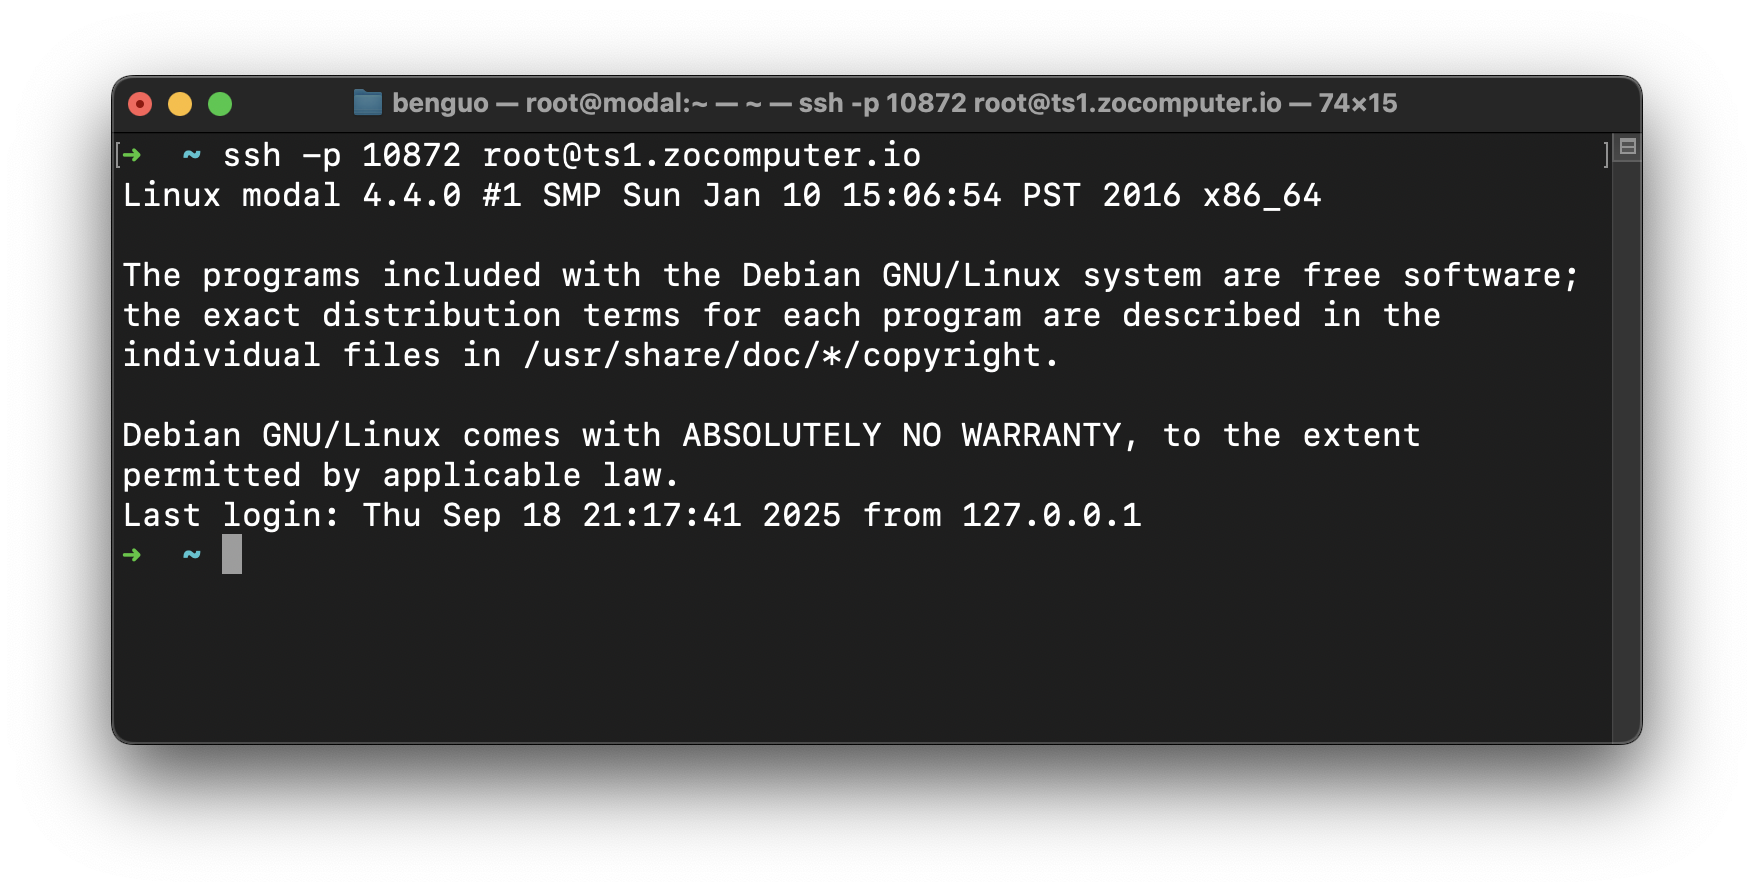 benguo — root@modal:~ — ~ — ssh -p 10872 root@ts1.zocomputer.io — 74×15
[➜  ~ ssh -p 10872 root@ts1.zocomputer.io ]
Linux modal 4.4.0 #1 SMP Sun Jan 10 15:06:54 PST 2016 x86_64
The programs included with the Debian GNU/Linux system are free software;
the exact distribution terms for each program are described in the
individual files in /usr/share/doc/*/copyright.
Debian GNU/Linux comes with ABSOLUTELY NO WARRANTY, to the extent
permitted by applicable law.
Last login: Thu Sep 18 21:17:41 2025 from 127.0.0.1
➜  ~